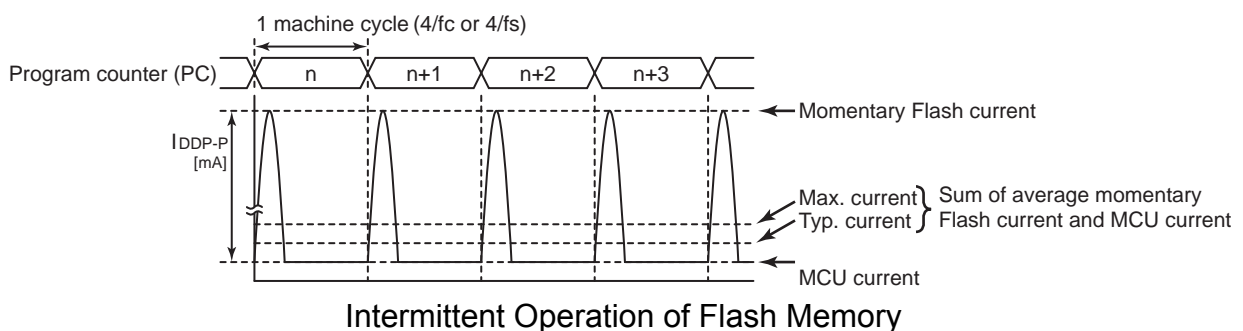 1 machine cycle (4/fc or 4/fs)
Program counter (PC)
n
n+1
n+2
n+3
Momentary Flash current
IDDP-P
[mA]
Max. current
Typ. current
Sum of average momentary
Flash current and MCU current
MCU current
Intermittent Operation of Flash Memory